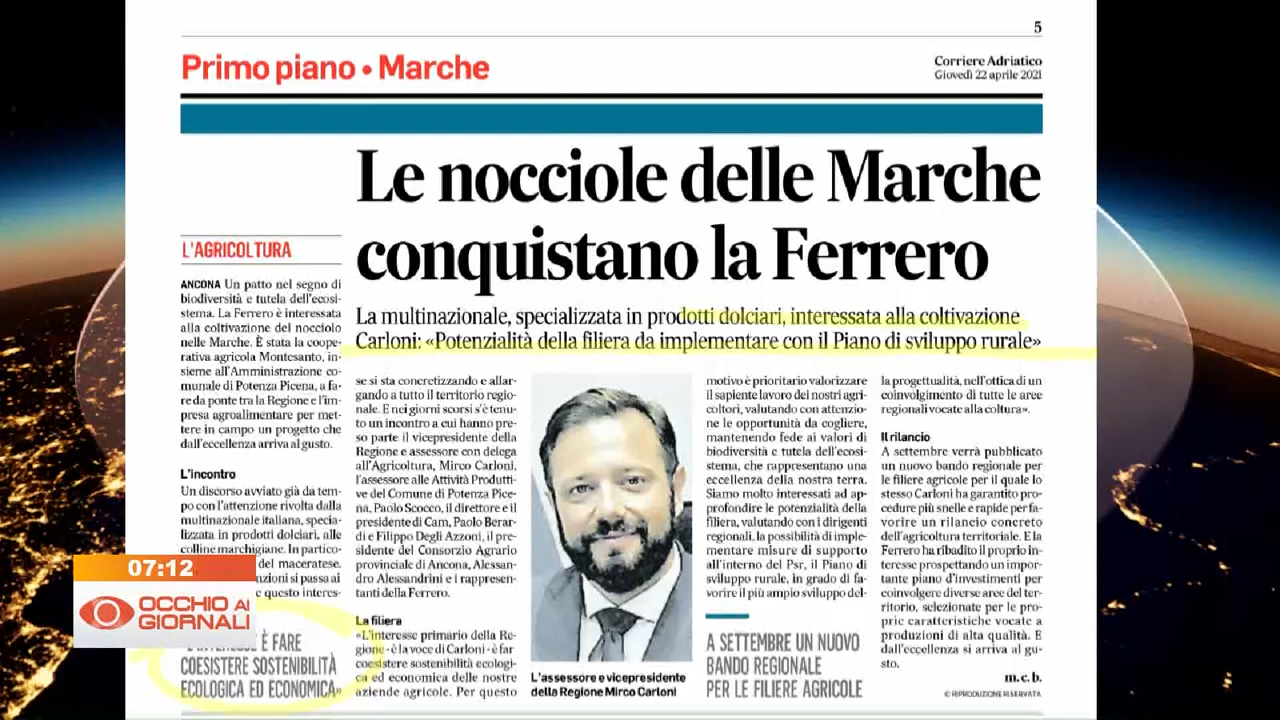 5
Primo piano • Marche
Corriere Adriatico
Giovedì 22 aprile 2021
Le nocciole delle Marche
conquistano la Ferrero
La multinazionale, specializzata in prodotti dolciari, interessata alla coltivazione
Carloni: «Potenzialità della filiera da implementare con il Piano di sviluppo rurale»
L'AGRICOLTURA
ANCONA Un patto nel segno di
biodiversità e tutela dell'ecosi-
stema. La Ferrero è interessata
alla coltivazione del nocciolo
nelle Marche. È stata la coope-
rativa agricola Montesanto, in-
sieme all'Amministrazione co-
munale di Potenza Picena, a fa-
re da ponte tra la Regione e l'im-
presa agroalimentare per met-
tere in campo un progetto che
dall'eccellenza arriva al gusto.
L'incontro
Un discorso avviato già da tem-
po con l'attenzione rivolta dalla
multinazionale italiana, specia-
lizzata in prodotti dolciari, alle
colline marchigiane. In partico-
del maceratese.
si passa ai
e questo interes-
È FARE
COESISTERE SOSTENIBILITÀ
ECOLOGICA ED ECONOMICA»
se si sta concretizzando e allar-
gando a tutto il territorio regio-
nale. E nei giorni scorsi s'è tenu-
to un incontro a cui hanno pre-
so parte il vicepresidente della
Regione e assessore con delega
all'Agricoltura, Mirco Carloni,
l'assessore alle Attività Produtti-
ve del Comune di Potenza Pice-
na, Paolo Scocco, il direttore e il
presidente di Cam, Paolo Berar-
di e Filippo Degli Azzoni, il pre-
sidente del Consorzio Agrario
provinciale di Ancona, Alessan-
dro Alessandrini e i rappresen-
tanti della Ferrero.
La filiera
«L'interesse primario della Re-
gione - è la voce di Carloni - è far
coesistere sostenibilità ecologi-
ca ed economica delle nostre
aziende agricole. Per questo
L'assessore e vicepresidente
della Regione Mirco Carloni
motivo è prioritario valorizzare
il sapiente lavoro dei nostri agri-
coltori, valutando con attenzio-
ne le opportunità da cogliere,
mantenendo fede ai valori di
biodiversità e tutela dell'ecosi-
stema, che rappresentano una
eccellenza della nostra terra.
Siamo molto interessati ad ap-
profondire le potenzialità della
filiera, valutando con i dirigenti
regionali, la possibilità di imple-
mentare misure di supporto
all'interno del Psr, il Piano di
sviluppo rurale, in grado di fa-
vorire il più ampio sviluppo del-
A SETTEMBRE UN NUOVO
BANDO REGIONALE
PER LE FILIERE AGRICOLE
la progettualità, nell'ottica di un
coinvolgimento di tutte le aree
regionali vocate alla coltura».
Il rilancio
A settembre verrà pubblicato
un nuovo bando regionale per
le filiere agricole per il quale lo
stesso Carloni ha garantito pro-
cedure più snelle e rapide per fa-
vorire un rilancio concreto
dell'agricoltura territoriale. E la
Ferrero ha ribadito il proprio in-
teresse prospettando un impor-
tante piano d'investimenti per
coinvolgere diverse aree del ter-
ritorio, selezionate per le pro-
prie caratteristiche vocate a
produzioni di alta qualità. E
dall'eccellenza si arriva al gu-
sto.
m.c.b.
© RIPRODUZIONE RISERVATA
07:12
OCCHIO AI
GIORNALI